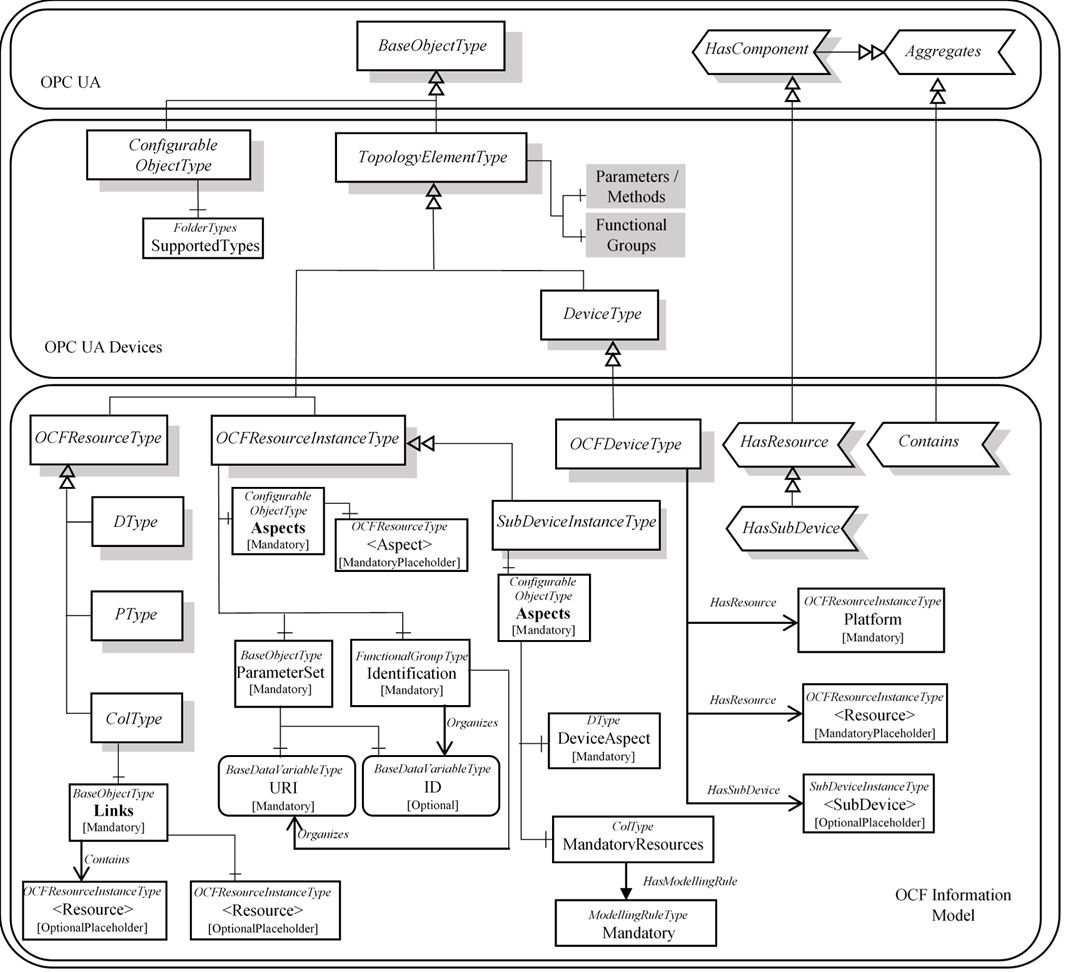 BaseObjectType
HasComponent
Aggregates
OPC UA
Configurable
ObjectType
TopologyElementType
Parameters /
Methods
FolderTypes
SupportedTypes
Functional
Groups
DeviceType
OPC UA Devices
OCFResourceType
OCFResourceInstanceType
OCFDeviceType
HasResource
Contains
DType
Configurable
ObjectType
Aspects
[Mandatory]
OCFResourceType
<Aspect>
[MandatoryPlaceholder]
SubDeviceInstanceType
HasSubDevice
PType
Configurable
ObjectType
Aspects
[Mandatory]
HasResource
OCFResourceInstanceType
Platform
[Mandatory]
BaseObjectType
ParameterSet
[Mandatory]
FunctionalGroupType
Identification
[Mandatory]
ColType
Organizes
DType
DeviceAspect
[Mandatory]
HasResource
OCFResourceInstanceType
<Resource>
[MandatoryPlaceholder]
BaseObjectType
Links
[Mandatory]
BaseDataVariableType
URI
[Mandatory]
BaseDataVariableType
ID
[Optional]
HasSubDevice
SubDeviceInstanceType
<SubDevice>
[OptionalPlaceholder]
Organizes
ColType
MandatoryResources
Contains
HasModellingRule
OCFResourceInstanceType
<Resource>
[OptionalPlaceholder]
OCFResourceInstanceType
<Resource>
[OptionalPlaceholder]
ModellingRuleType
Mandatory
OCF Information
Model